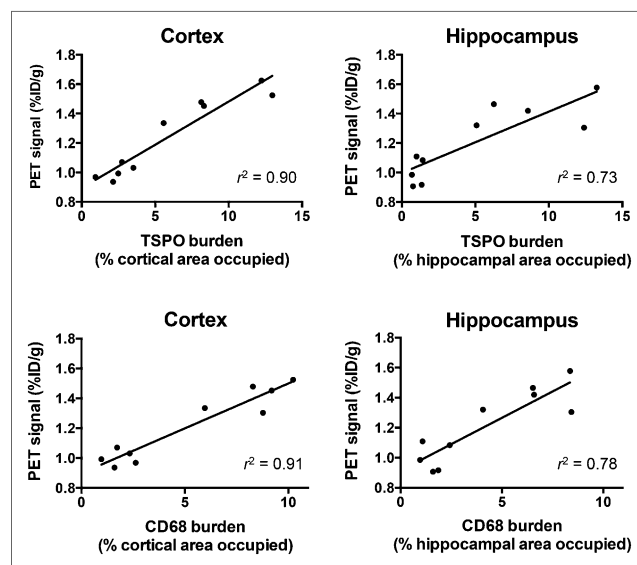 Cortex
PET signal (%ID/g)
1.8
1.6
1.4
1.2
1.0
0.8
r² = 0.90
0 5 10 15
TSPO burden
(% cortical area occupied)
Hippocampus
PET signal (%ID/g)
1.8
1.6
1.4
1.2
1.0
0.8
r² = 0.73
0 5 10 15
TSPO burden
(% hippocampal area occupied)
Cortex
PET signal (%ID/g)
1.8
1.6
1.4
1.2
1.0
0.8
r² = 0.91
0 5 10
CD68 burden
(% cortical area occupied)
Hippocampus
PET signal (%ID/g)
1.8
1.6
1.4
1.2
1.0
0.8
r² = 0.78
0 5 10
CD68 burden
(% hippocampal area occupied)